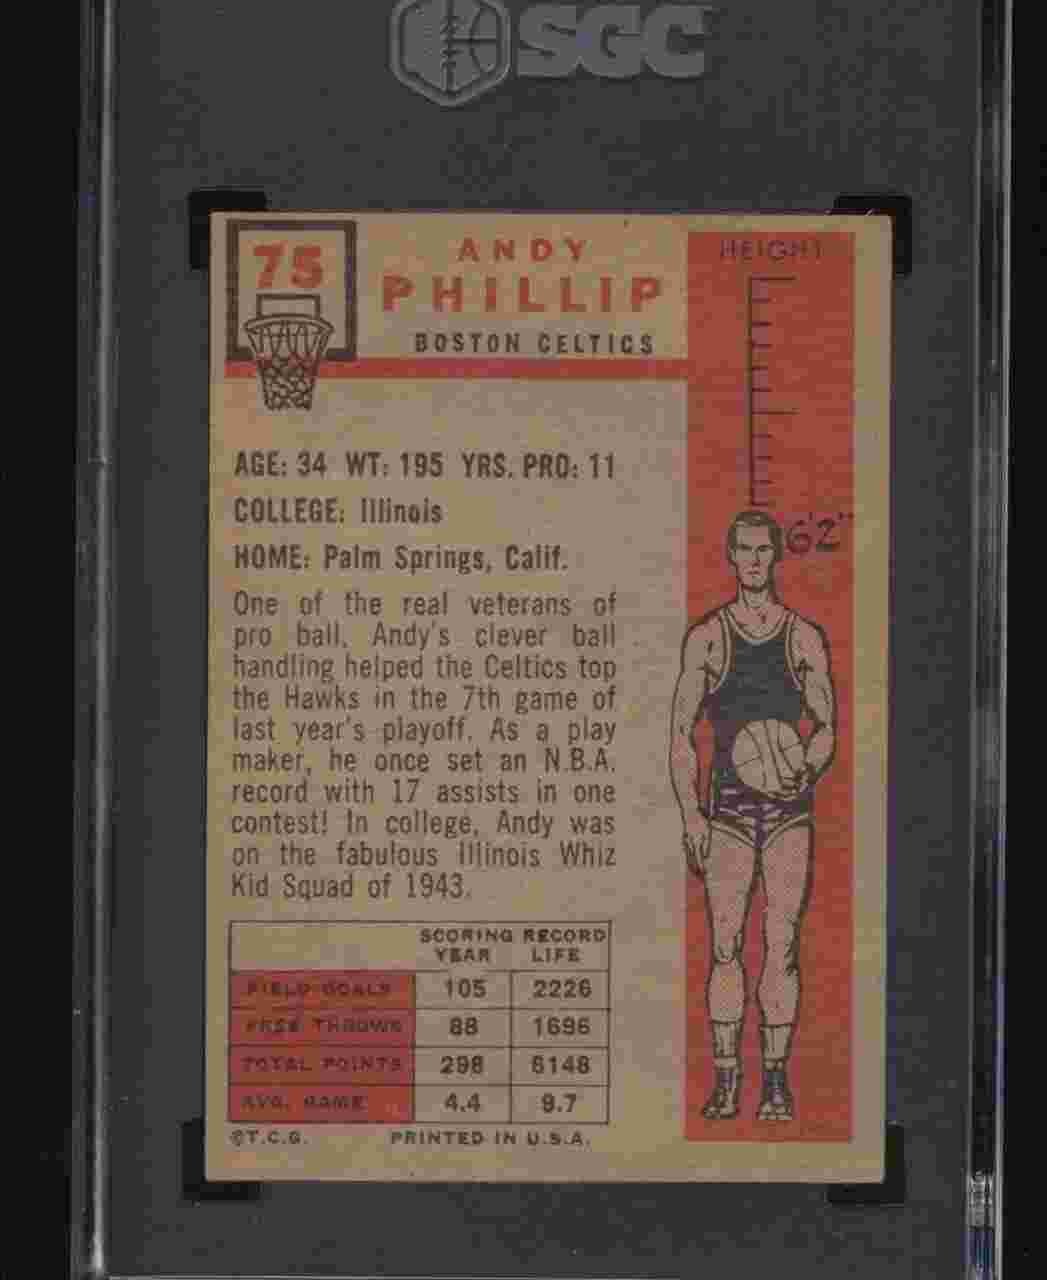 SGC
75
ANDY
PHILLIP
BOSTON CELTICS
HEIGHT
6'2"
AGE: 34 WT: 195 YRS. PRO: 11
COLLEGE: Illinois
HOME: Palm Springs, Calif.
One of the real veterans of
pro ball, Andy's clever ball
handling helped the Celtics top
the Hawks in the 7th game of
last year's playoff. As a play
maker, he once set an N.B.A.
record with 17 assists in one
contest! In college, Andy was
on the fabulous Illinois Whiz
Kid Squad of 1943.
SCORING RECORD
YEAR LIFE
FIELD GOALS 105 2226
FREE THROWS 88 1696
TOTAL POINTS 298 6148
AVG. GAME 4.4 9.7
©T.C.G. PRINTED IN U.S.A.